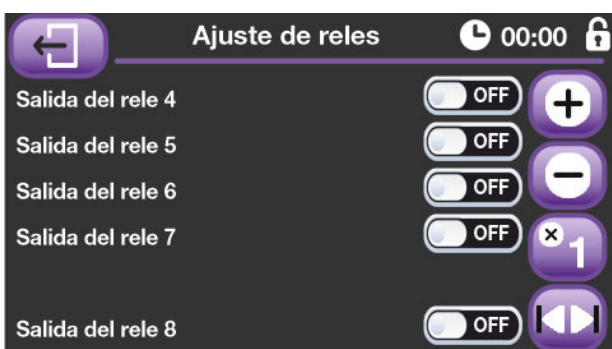 Ajuste de reles 00:00
Salida del rele 4 OFF
Salida del rele 5 OFF
Salida del rele 6 OFF
Salida del rele 7 OFF
×1
Salida del rele 8 OFF